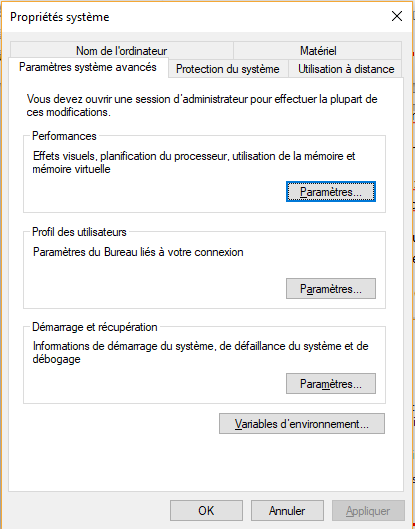 Propriétés système
Nom de l'ordinateur
Matériel
Paramètres système avancés
Protection du système
Utilisation à distance
Vous devez ouvrir une session d'administrateur pour effectuer la plupart de
ces modifications.
Performances
Effets visuels, planification du processeur, utilisation de la mémoire et
mémoire virtuelle
Paramètres...
Profil des utilisateurs
Paramètres du Bureau liés à votre connexion
Paramètres...
Démarrage et récupération
Informations de démarrage du système, de défaillance du système et de
débogage
Paramètres...
Variables d'environnement...
OK
Annuler
Appliquer